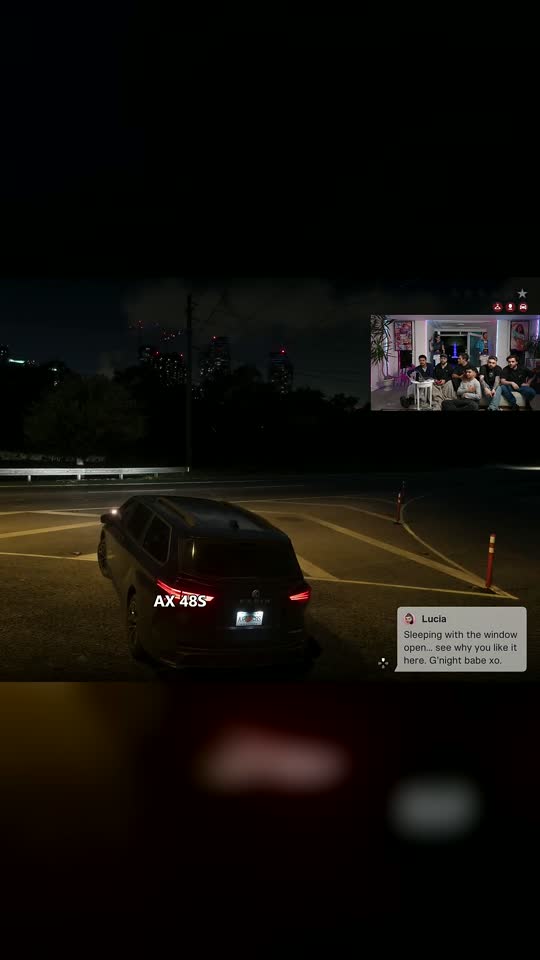 AX 48S
Lucia
Sleeping with the window
open... see why you like it
here. G'night babe xo.